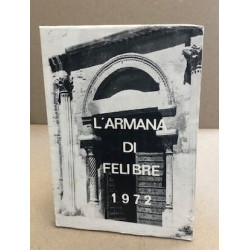 L'ARMANA
DI
FELIBRE
1972